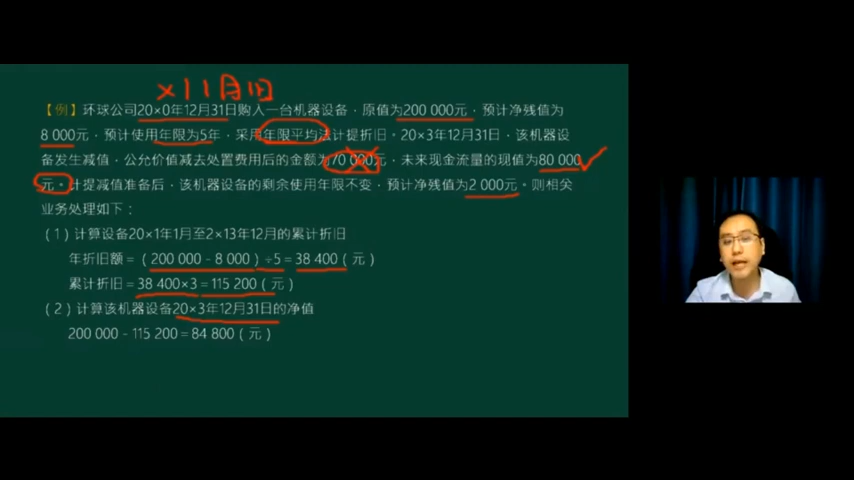 ×11月旧
【例】环球公司20×0年12月31日购入一台机器设备，原值为200 000元，预计净残值为
8 000元，预计使用年限为5年，采用年限平均法计提折旧。20×3年12月31日，该机器设
备发生减值，公允价值减去处置费用后的金额为70 000元，未来现金流量的现值为80 000
元。计提减值准备后，该机器设备的剩余使用年限不变，预计净残值为2 000元。则相关
业务处理如下：
（1）计算设备20×1年1月至2×13年12月的累计折旧
年折旧额=（200 000-8 000）÷5=38 400（元）
累计折旧=38 400×3=115 200（元）
（2）计算该机器设备20×3年12月31日的净值
200 000-115 200=84 800（元）